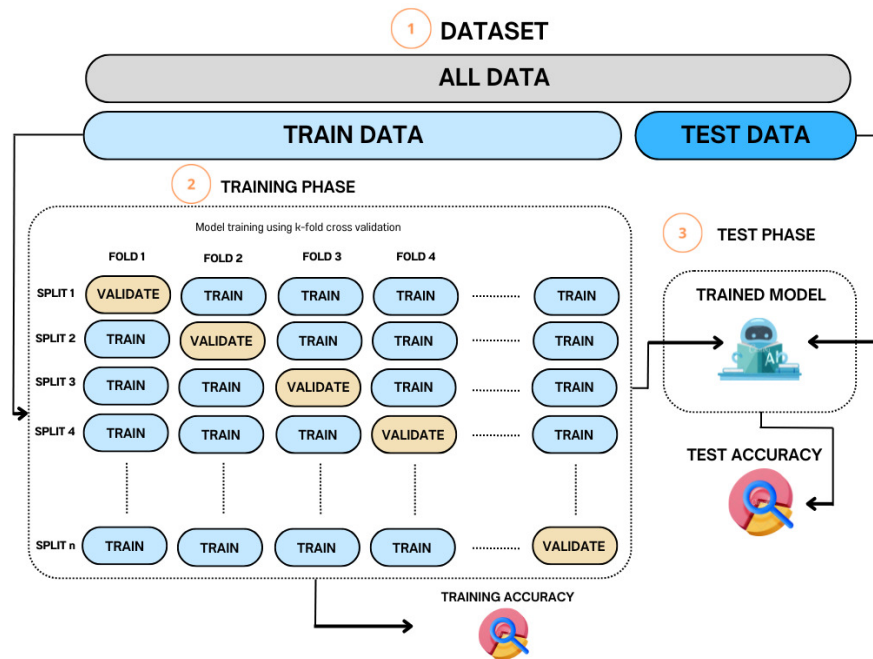 1 DATASET
ALL DATA
TRAIN DATA TEST DATA
2 TRAINING PHASE
Model training using k-fold cross validation
FOLD 1 FOLD 2 FOLD 3 FOLD 4
SPLIT 1 VALIDATE TRAIN TRAIN TRAIN TRAIN
SPLIT 2 TRAIN VALIDATE TRAIN TRAIN TRAIN
SPLIT 3 TRAIN TRAIN VALIDATE TRAIN TRAIN
SPLIT 4 TRAIN TRAIN TRAIN VALIDATE TRAIN
SPLIT n TRAIN TRAIN TRAIN TRAIN VALIDATE
TRAINING ACCURACY
3 TEST PHASE
TRAINED MODEL
AI
TEST ACCURACY